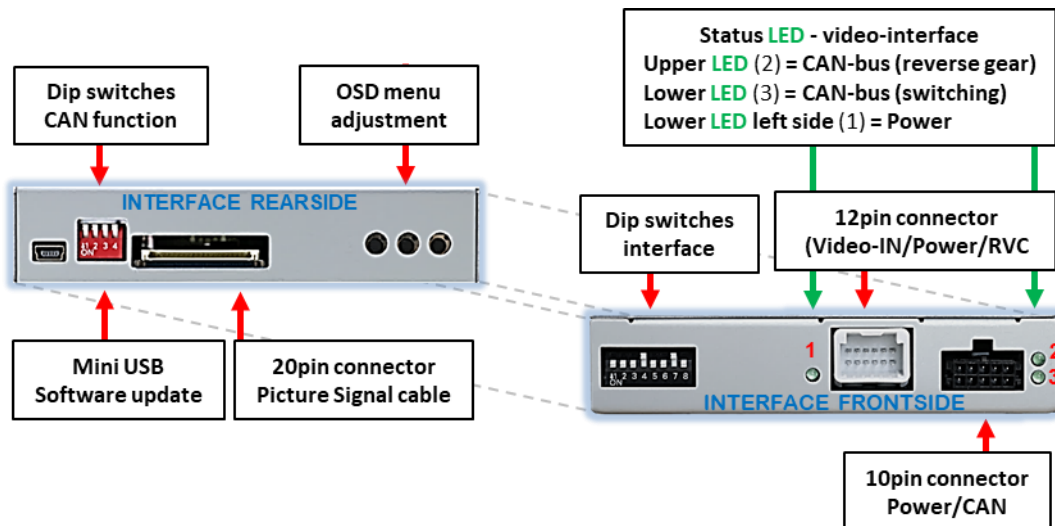 Status LED - video-interface
Upper LED (2) = CAN-bus (reverse gear)
Lower LED (3) = CAN-bus (switching)
Lower LED left side (1) = Power
Dip switches
CAN function
OSD menu
adjustment
INTERFACE REARSIDE
1 2 3 4
ON
Dip switches
interface
12pin connector
(Video-IN/Power/RVC
Mini USB
Software update
20pin connector
Picture Signal cable
1 2 3 4 5 6 7 8
ON
1
2
3
INTERFACE FRONTSIDE
10pin connector
Power/CAN